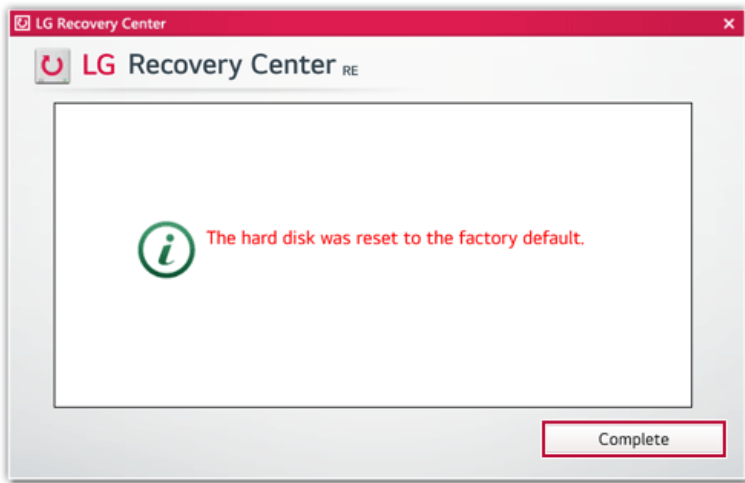 LG Recovery Center
LG Recovery Center RE
The hard disk was reset to the factory default.
Complete